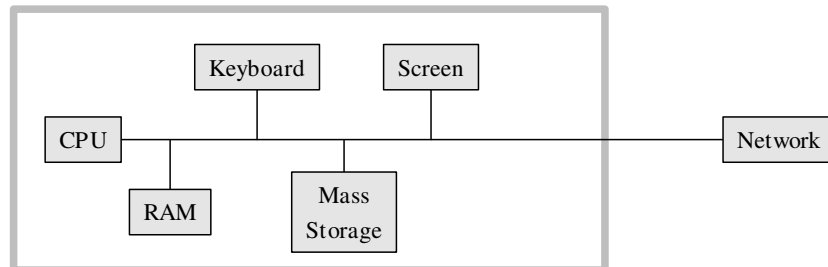 Keyboard
Screen
CPU
Network
RAM
Mass
Storage